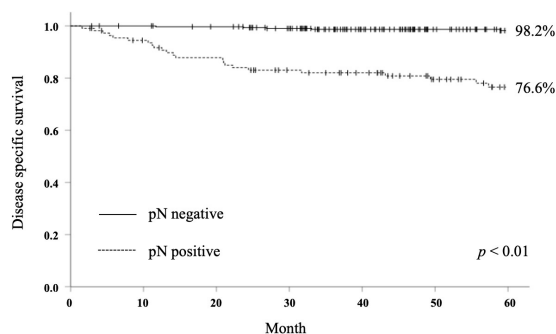 1.0
98.2%
0.8
76.6%
0.6
0.4
0.2
0.0
Disease specific survival
pN negative
pN positive
p < 0.01
0 10 20 30 40 50 60
Month